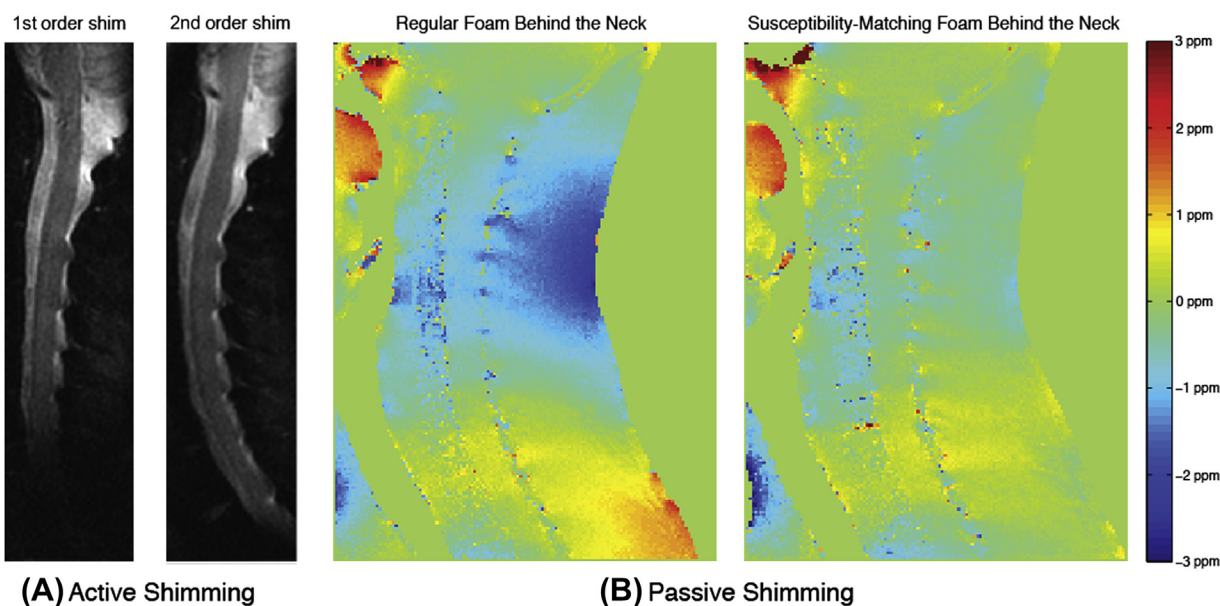 1st order shim
2nd order shim
Regular Foam Behind the Neck
Susceptibility-Matching Foam Behind the Neck
3 ppm
2 ppm
1 ppm
0 ppm
−1 ppm
−2 ppm
−3 ppm
(A) Active Shimming
(B) Passive Shimming